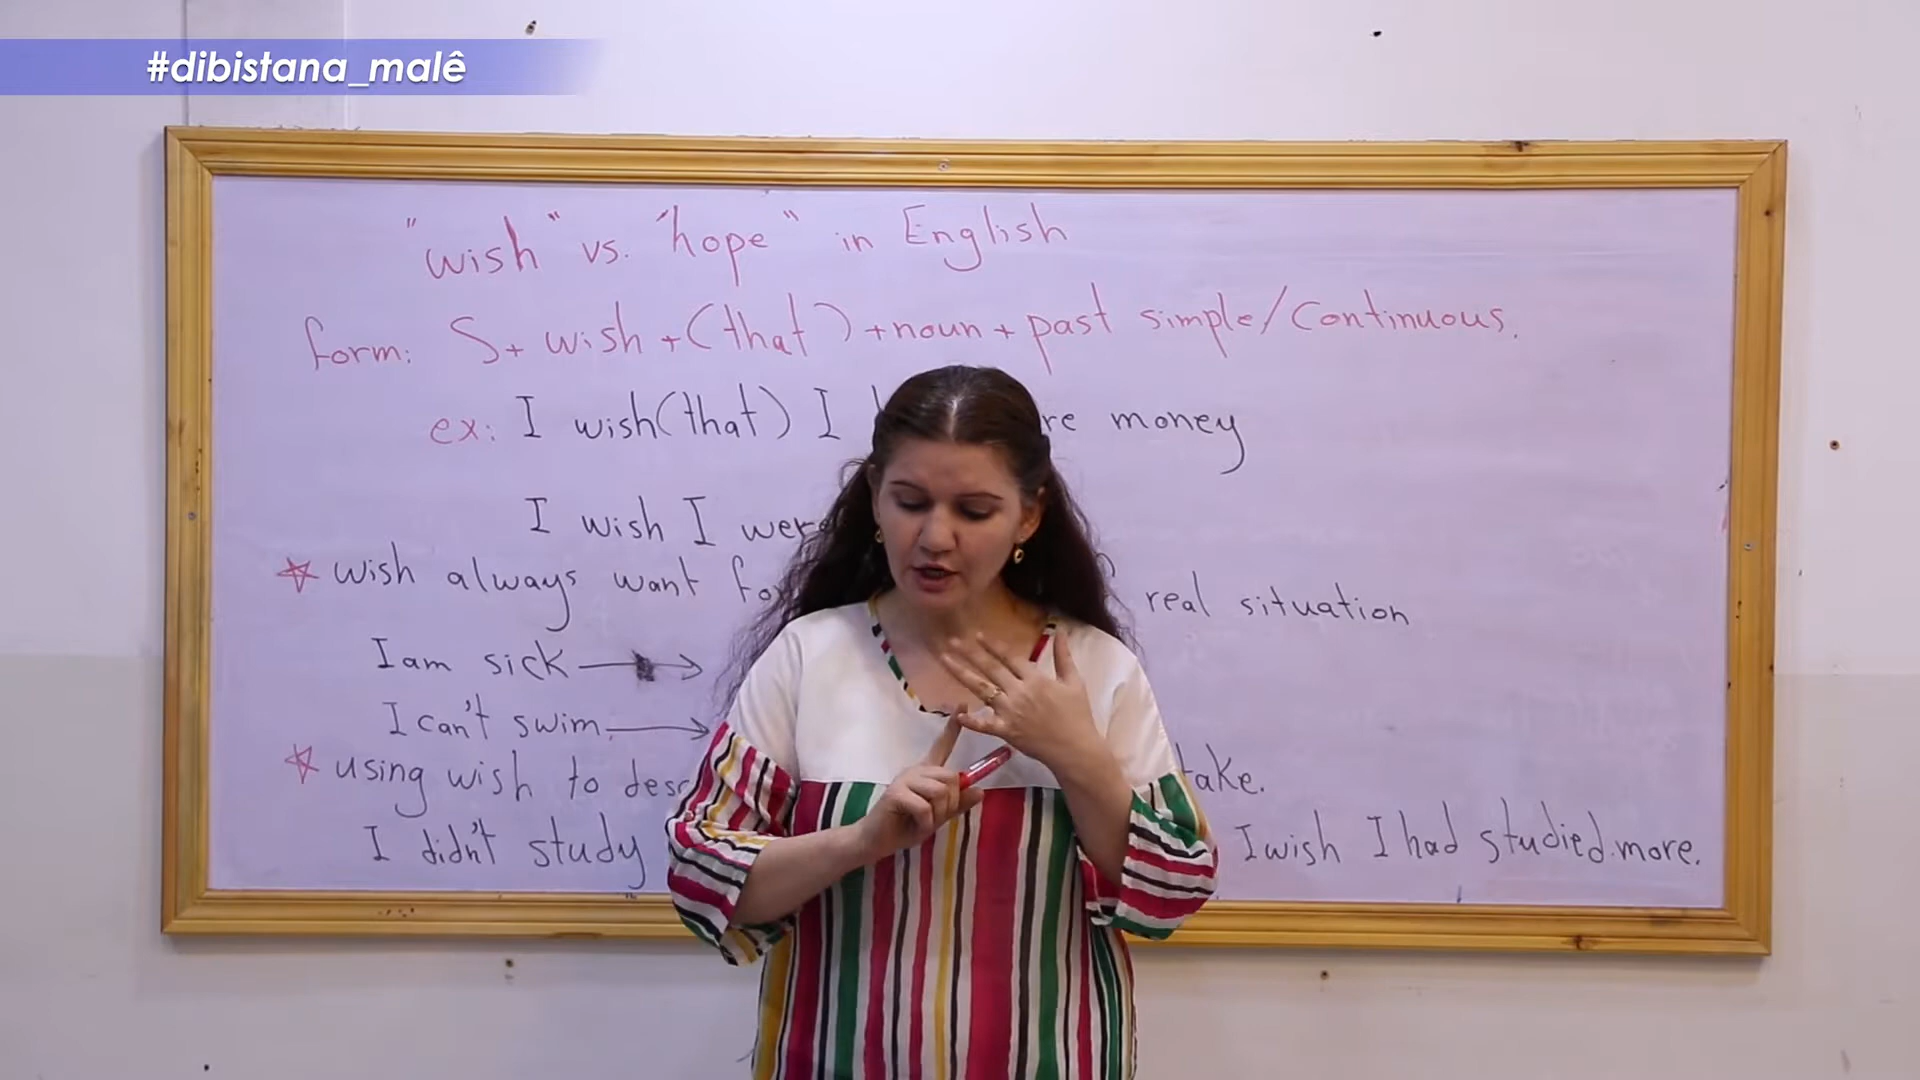 #dibistana_malê
"wish" vs. "hope" in English
form: S+ wish +(that) +noun + past simple/Continuous.
ex: I wish(that) I money
I wish I were
wish always want real situation
I am sick
I can't swim
using wish to
I didn't study I wish I had studied more.